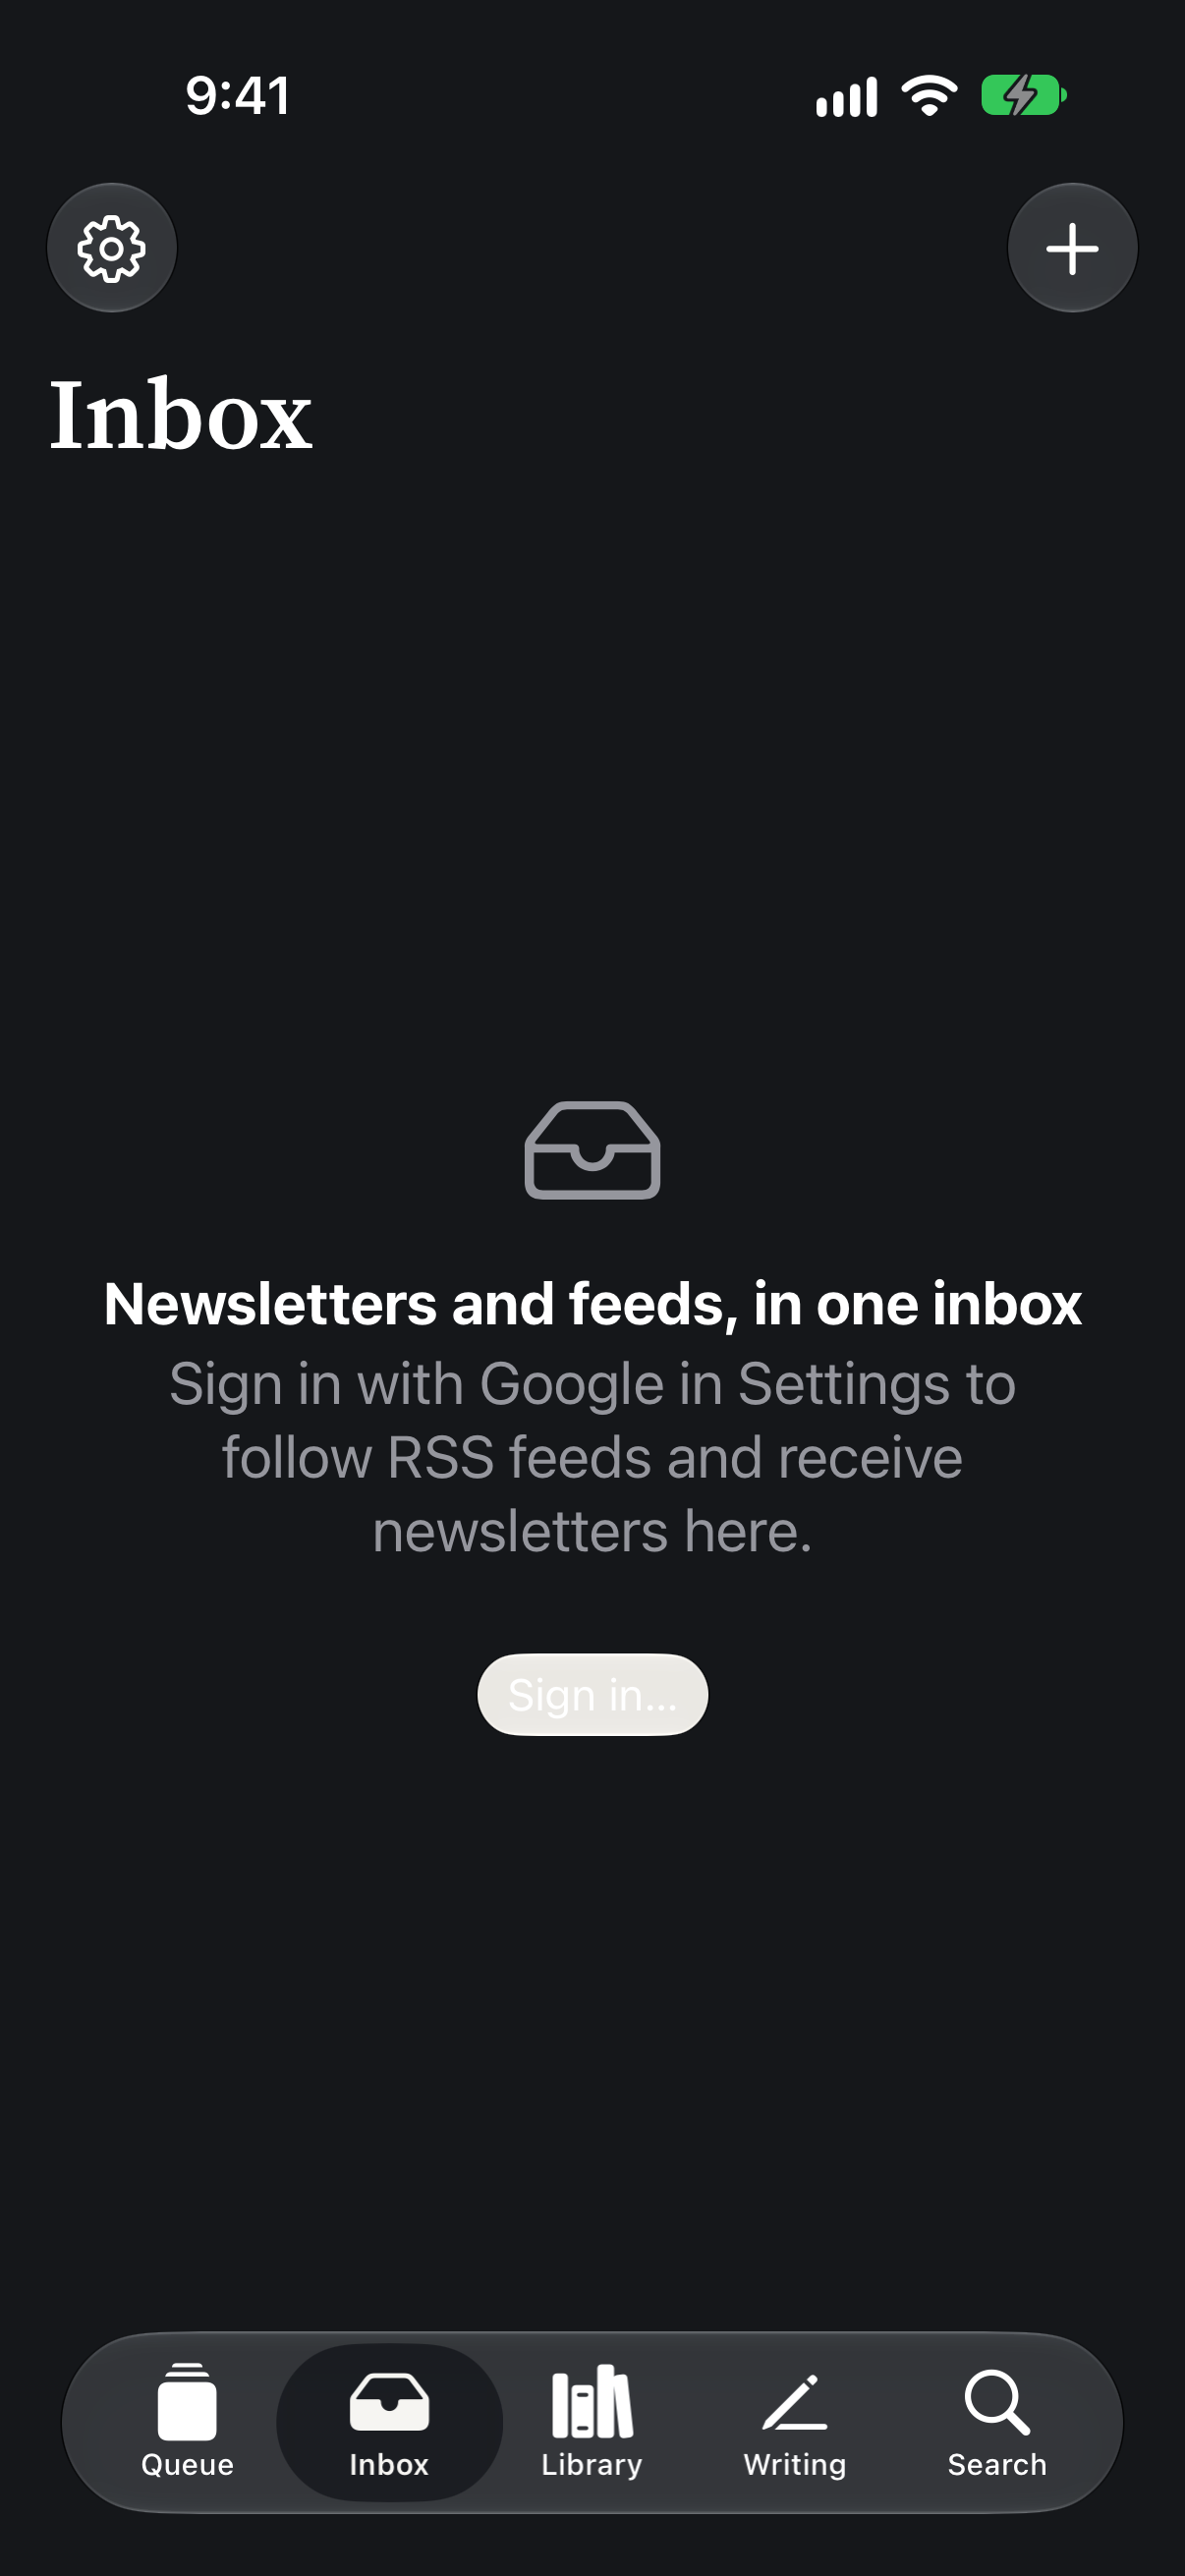 9:41
Inbox
Newsletters and feeds, in one inbox
Sign in with Google in Settings to
follow RSS feeds and receive
newsletters here.
Sign in...
Queue
Inbox
Library
Writing
Search